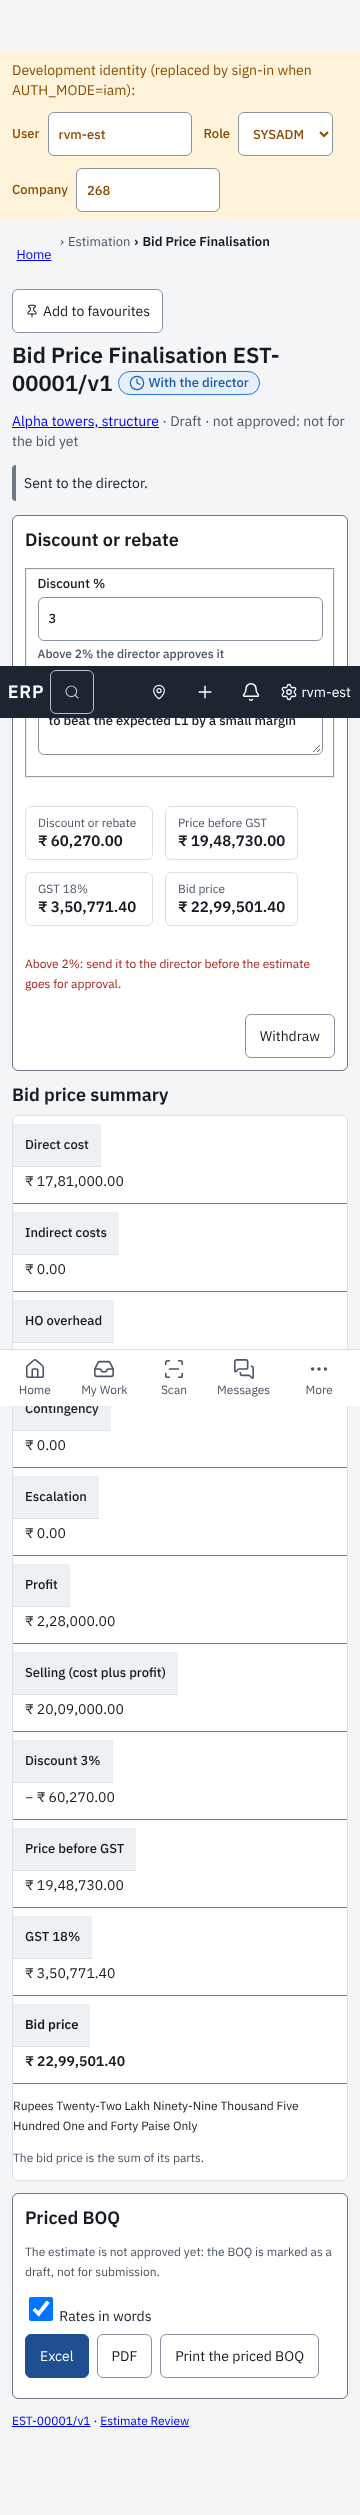 Development identity (replaced by sign-in when
AUTH_MODE=iam):
User rvm-est Role SYSADM
Company 268
Home › Estimation › Bid Price Finalisation
Add to favourites
Bid Price Finalisation EST-
00001/v1 With the director
Alpha towers, structure · Draft · not approved: not for
the bid yet
Sent to the director.
Discount or rebate
Discount %
3
Above 2% the director approves it
ERP rvm-est
to beat the expected L1 by a small margin
Discount or rebate
₹ 60,270.00
Price before GST
₹ 19,48,730.00
GST 18%
₹ 3,50,771.40
Bid price
₹ 22,99,501.40
Above 2%: send it to the director before the estimate
goes for approval.
Withdraw
Bid price summary
Direct cost
₹ 17,81,000.00
Indirect costs
₹ 0.00
HO overhead
Home My Work Scan Messages More
Contingency
₹ 0.00
Escalation
₹ 0.00
Profit
₹ 2,28,000.00
Selling (cost plus profit)
₹ 20,09,000.00
Discount 3%
− ₹ 60,270.00
Price before GST
₹ 19,48,730.00
GST 18%
₹ 3,50,771.40
Bid price
₹ 22,99,501.40
Rupees Twenty-Two Lakh Ninety-Nine Thousand Five
Hundred One and Forty Paise Only
The bid price is the sum of its parts.
Priced BOQ
The estimate is not approved yet: the BOQ is marked as a
draft, not for submission.
Rates in words
Excel PDF Print the priced BOQ
EST-00001/v1 · Estimate Review